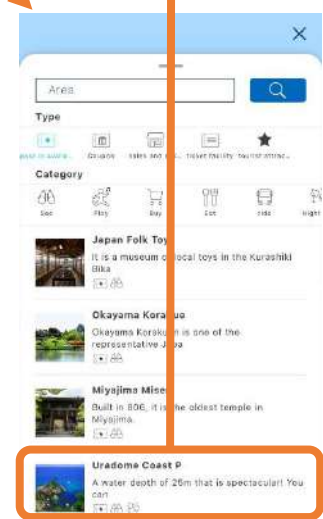 Area
Type
Coupon sales and
ticket facility tourist attrac..
Category
See Play Buy Eat ride Night
Japan Folk Toy
It is a museum of local toys in the Kurashiki
Bika
Okayama Korakue
Okayama Korakuen is one of the
representative Japa
Miyajima Mise
Built in 806, it is the oldest temple in
Miyajima.
Uradome Coast P
A water depth of 25m that is spectacular! You
can